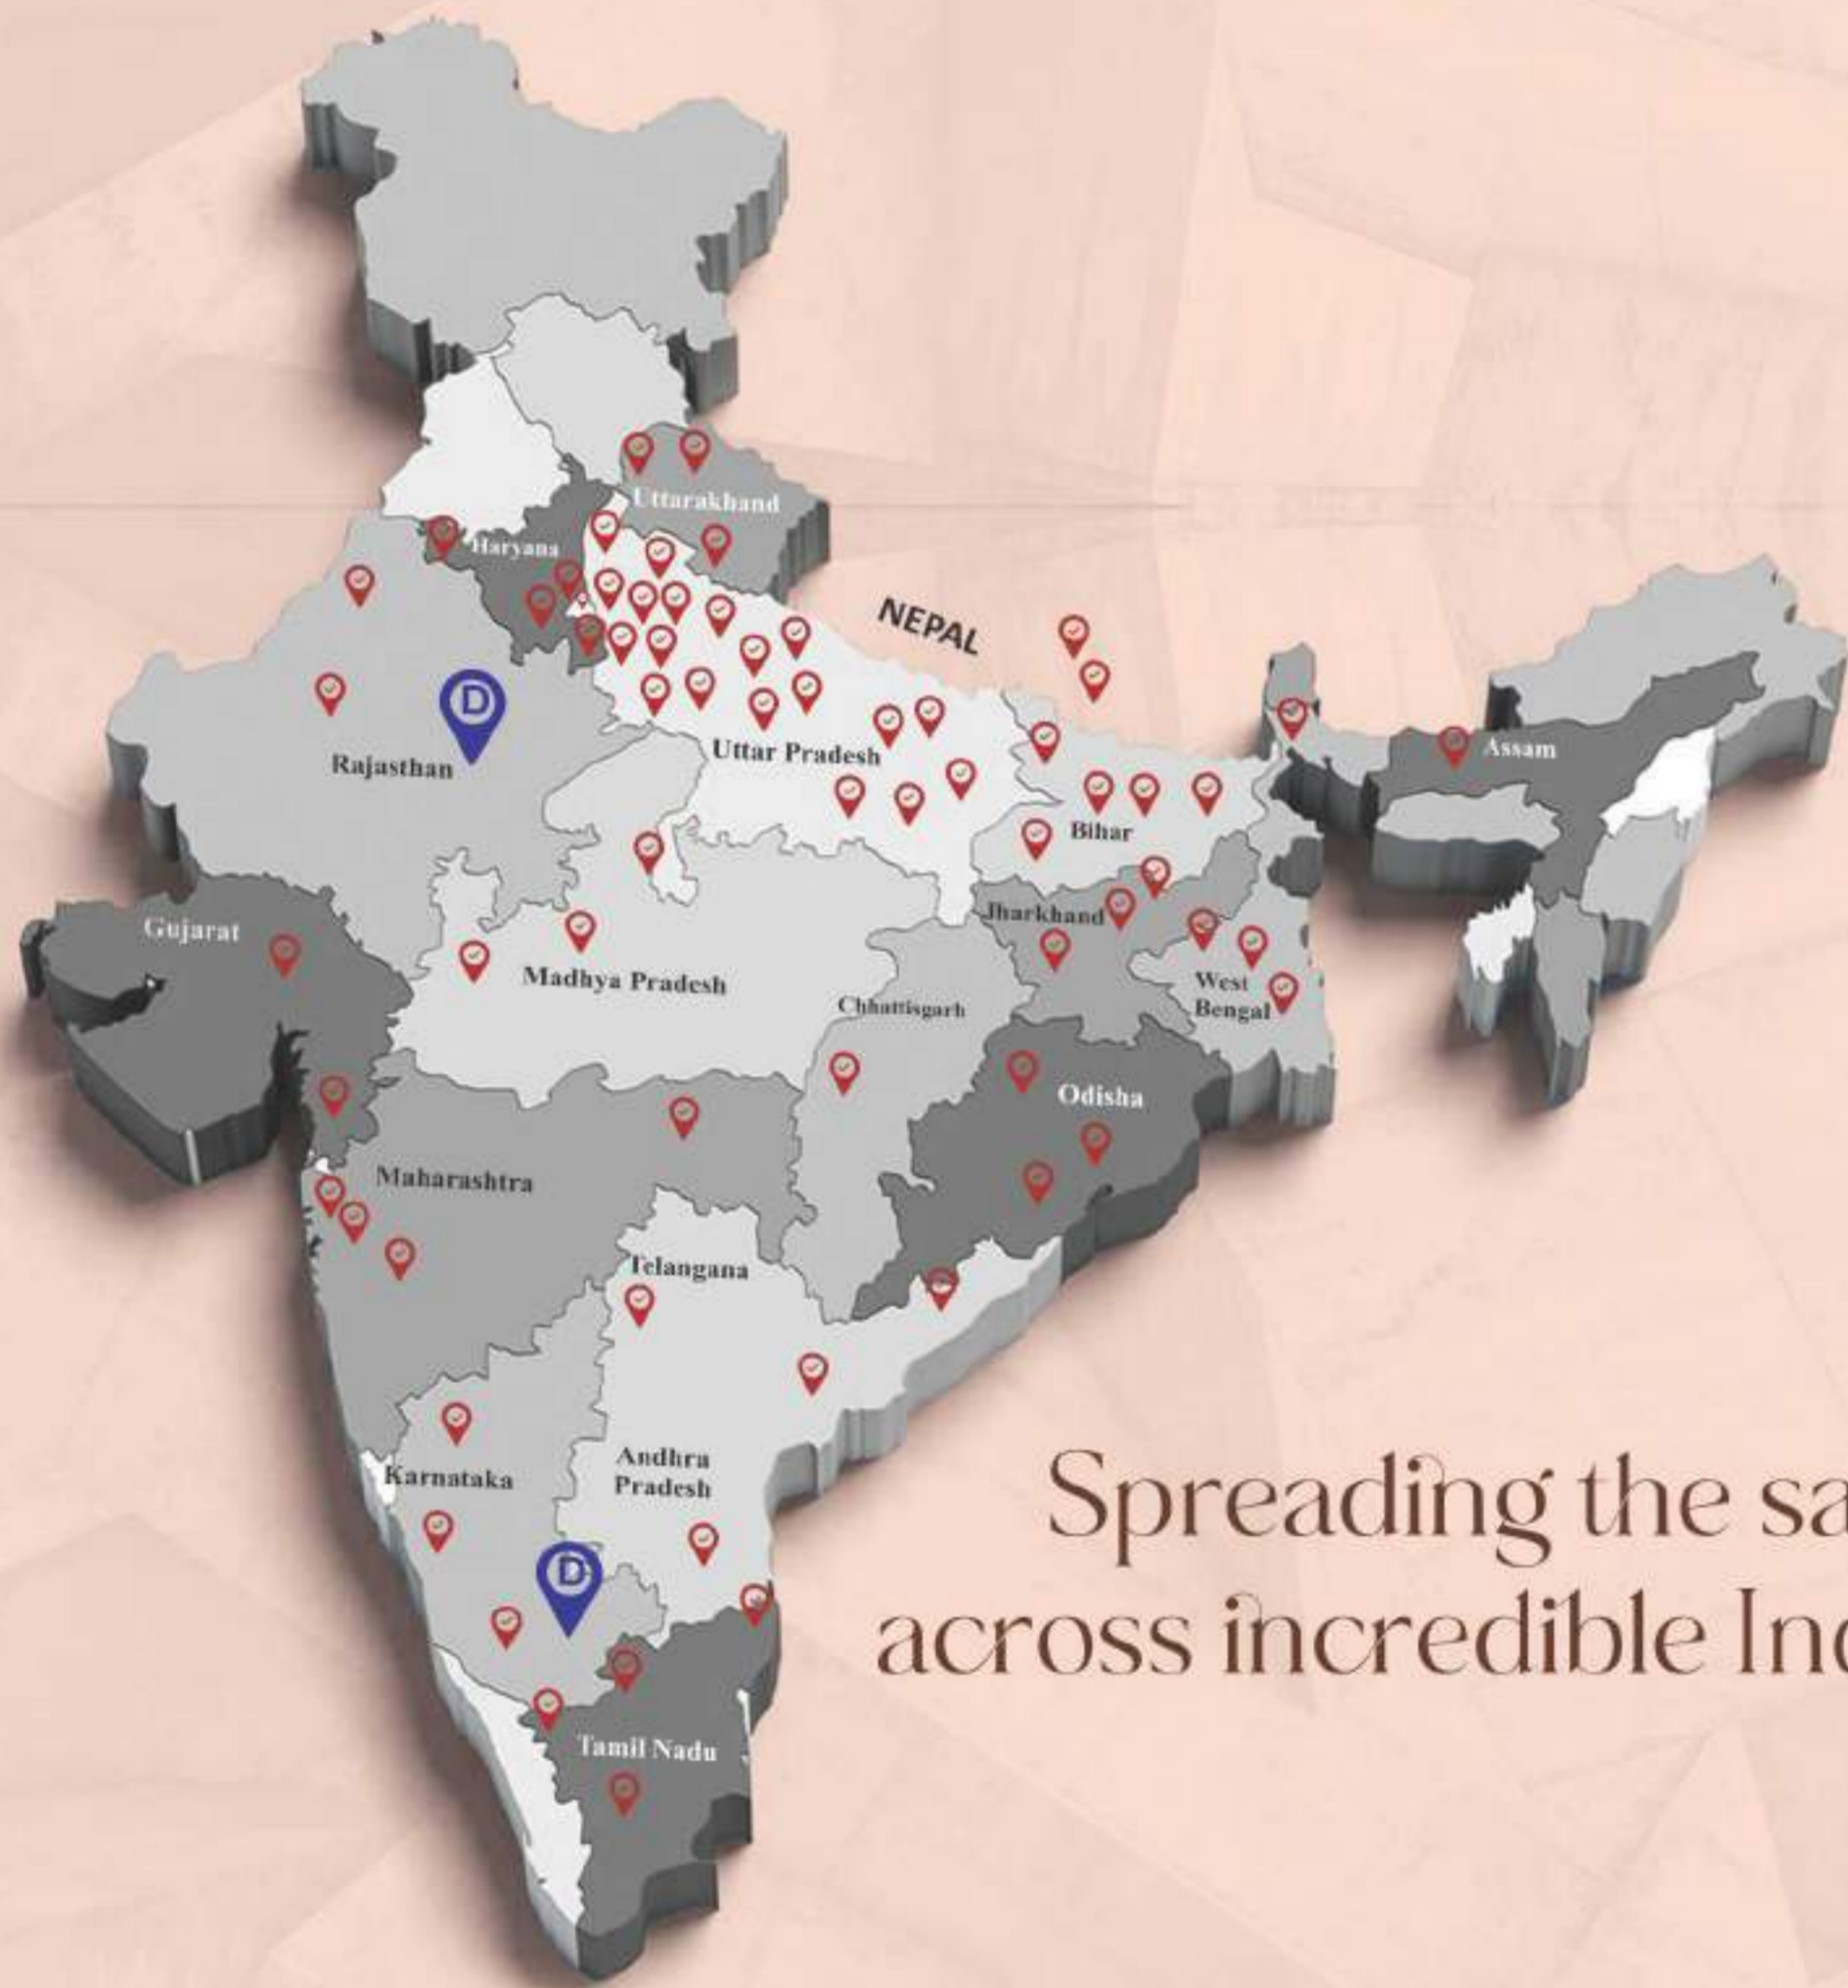 Uttarakhand
Haryana
NEPAL
D
Rajasthan
Uttar Pradesh
Assam
Bihar
Jharkhand
Gujarat
Madhya Pradesh
West
Bengal
Chhattisgarh
Odisha
Maharashtra
Telangana
Karnataka
Andhra
Pradesh
D
Tamil Nadu
Spreading the sa
across incredible In